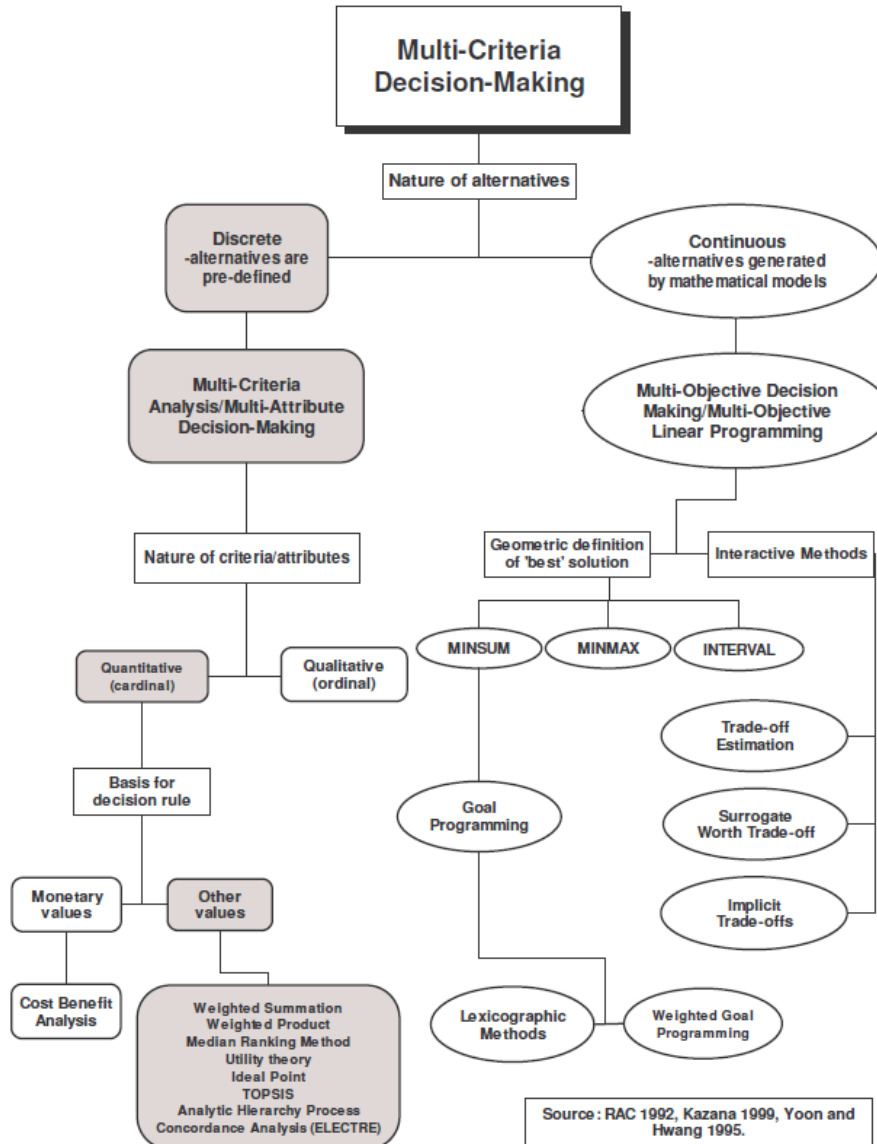 Multi-Criteria
Decision-Making
Nature of alternatives
Discrete
-alternatives are
pre-defined
Continuous
-alternatives generated
by mathematical models
Multi-Criteria
Analysis/Multi-Attribute
Decision-Making
Multi-Objective Decision
Making/Multi-Objective
Linear Programming
Nature of criteria/attributes
Geometric definition
of 'best' solution
Interactive Methods
MINSUM
MINMAX
INTERVAL
Quantitative
(cardinal)
Qualitative
(ordinal)
Trade-off
Estimation
Basis for
decision rule
Goal
Programming
Surrogate
Worth Trade-off
Monetary
values
Other
values
Implicit
Trade-offs
Cost Benefit
Analysis
Weighted Summation
Weighted Product
Median Ranking Method
Utility theory
Ideal Point
TOPSIS
Analytic Hierarchy Process
Concordance Analysis (ELECTRE)
Lexicographic
Methods
Weighted Goal
Programming
Source: RAC 1992, Kazana 1999, Yoon and
Hwang 1995.